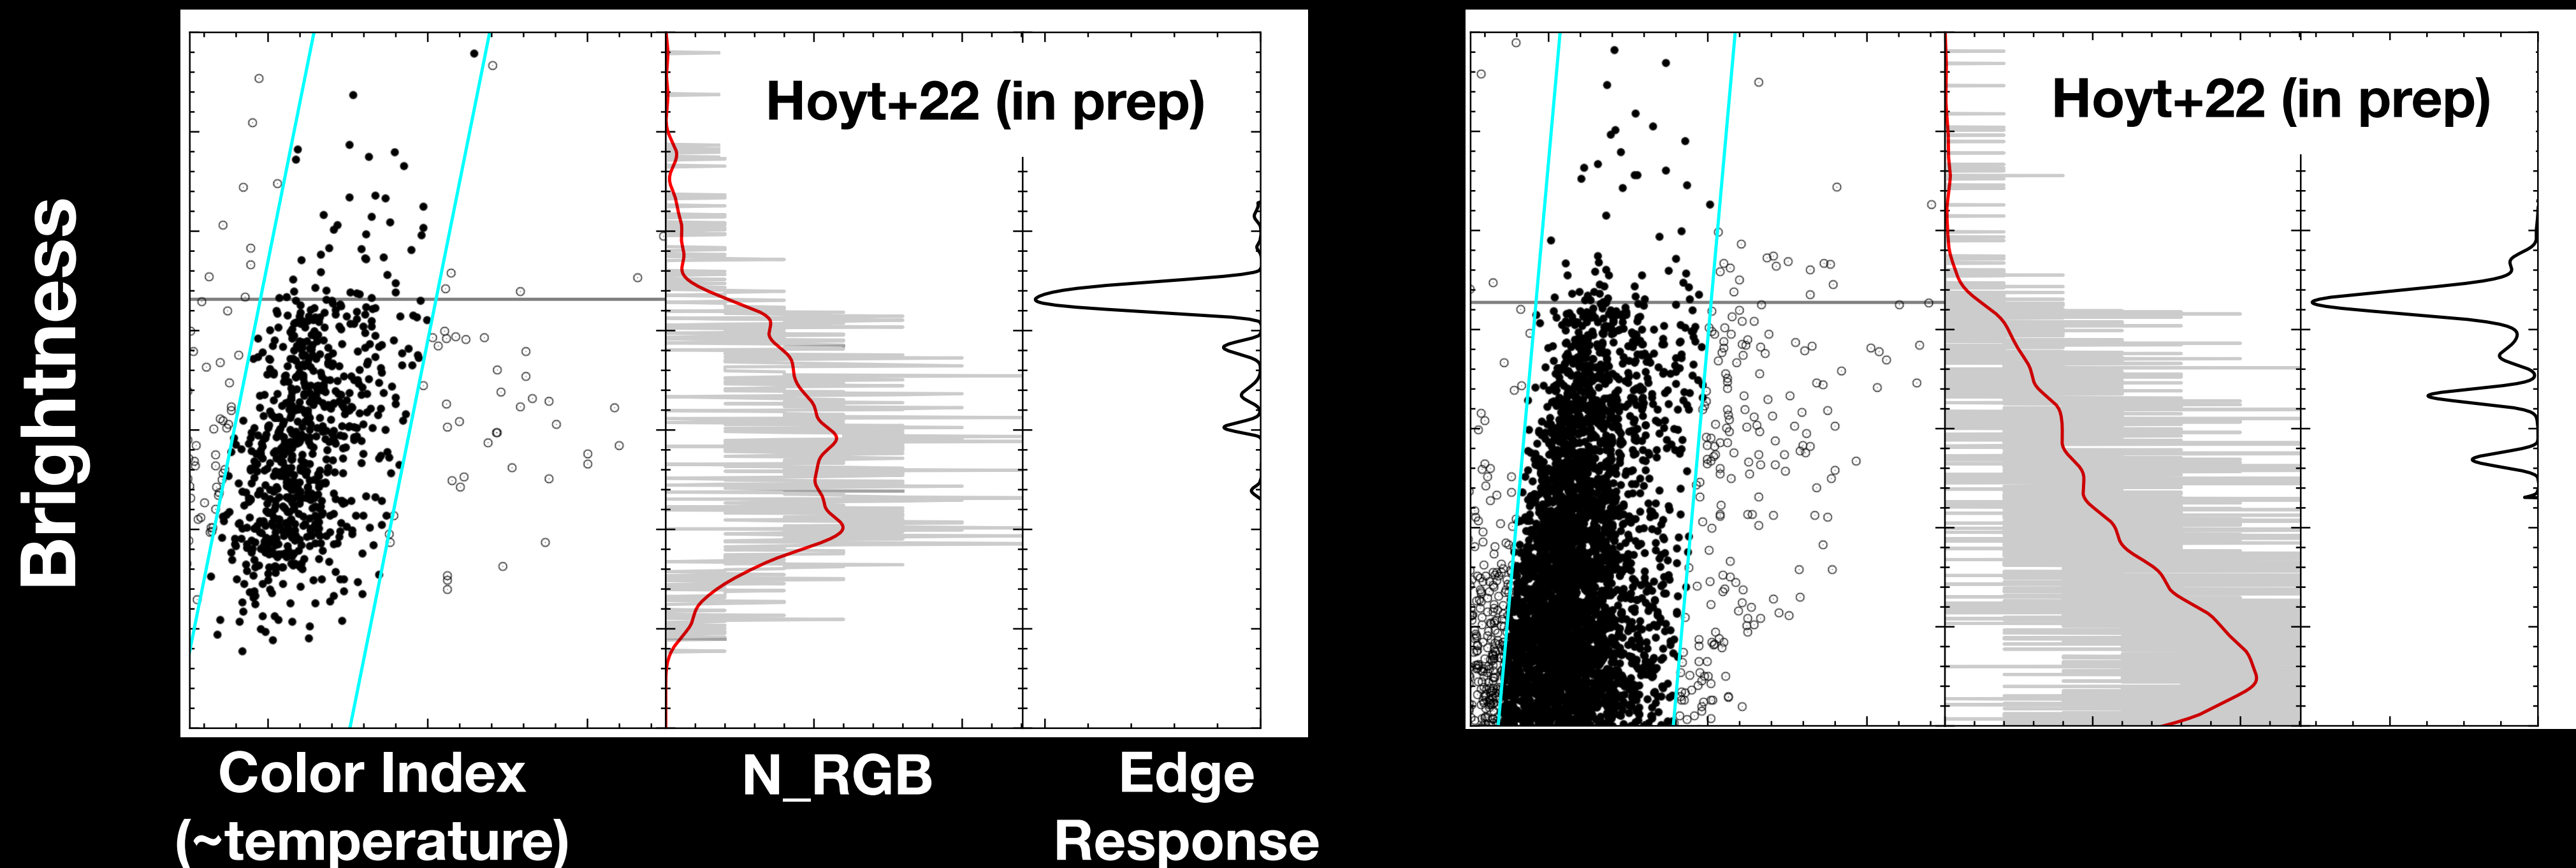 Brightness
Hoyt+22 (in prep)
Hoyt+22 (in prep)
Color Index
(~temperature)
N_RGB
Edge
Response